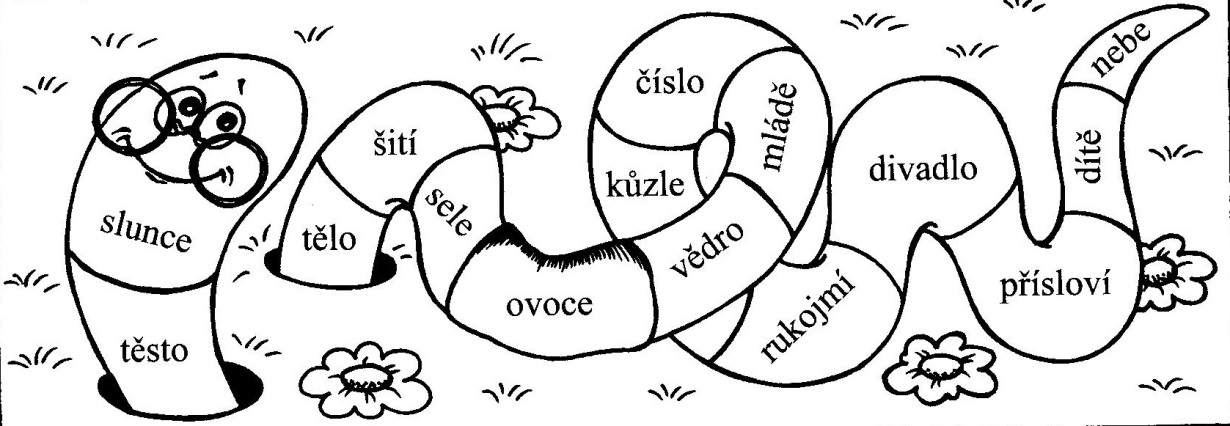 slunce
těsto
tělo
šití
sele
ovoce
vědro
kůzle
číslo
mládě
rukojmí
divadlo
přísloví
dítě
nebe